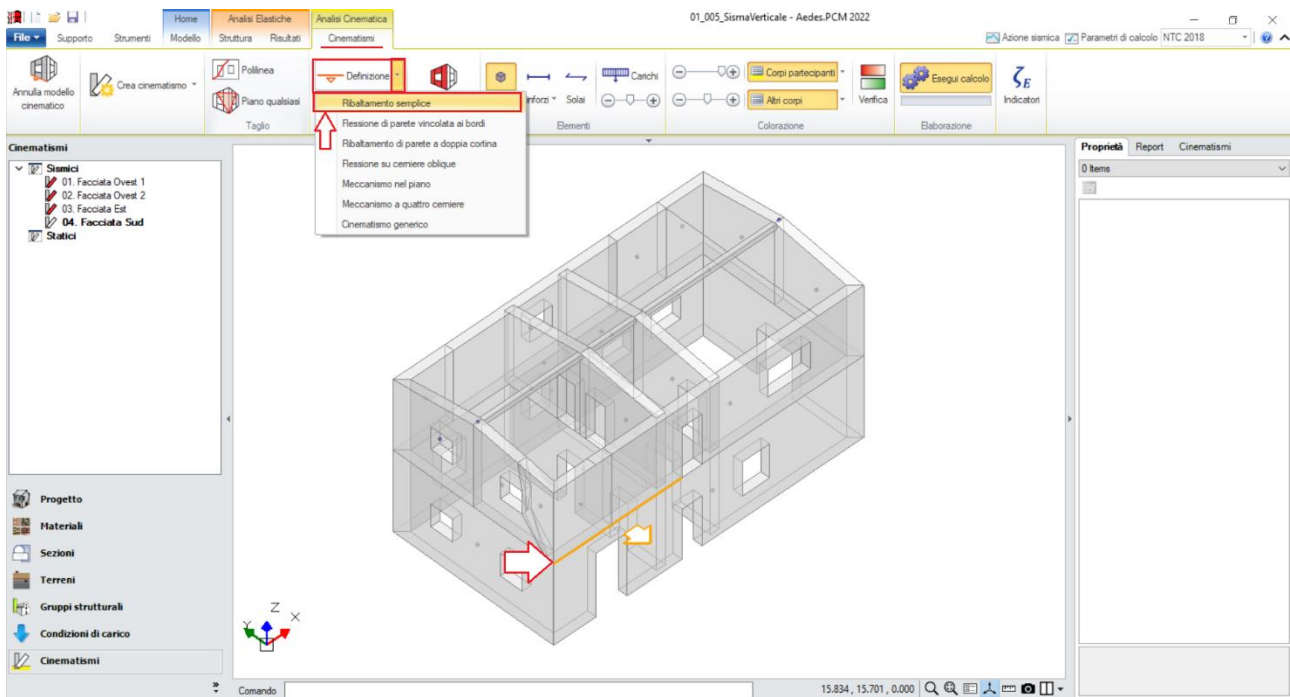 01_005_SismaVerticale - Aedes.PCM 2022
Home
Analisi Elastiche
Analisi Cinematica
File
Supporto
Strumenti
Modello
Struttura
Risultati
Cinematismi
Azione sismica
Parametri di calcolo
NTC 2018
Annulla modello
cinematico
Crea cinematismo
Polilinea
Piano qualsiasi
Taglio
Definizione
Ribaltamento semplice
Flessione di parete vincolata ai bordi
Ribaltamento di parete a doppia cortina
Flessione su cerniere oblique
Meccanismo nel piano
Meccanismo a quattro cerniere
Cinematismo generico
Solai
Carichi
Elementi
Corpi partecipanti
Altri corpi
Verifica
Colorazione
Esegui calcolo
Elaborazione
ζE
Indicatori
Cinematismi
Sismici
01. Facciata Ovest 1
02. Facciata Ovest 2
03. Facciata Est
04. Facciata Sud
Statici
Progetto
Materiali
Sezioni
Terreni
Gruppi strutturali
Condizioni di carico
Cinematismi
Z
X
Y
Proprietà
Report
Cinematismi
0 Items
Comando
15.834 , 15.701 , 0.000